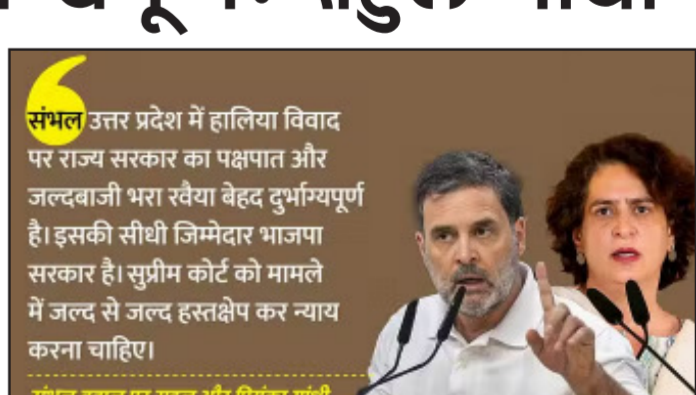 राहुल
संभल उत्तर प्रदेश में हालिया विवाद
पर राज्य सरकार का पक्षपात और
जल्दबाजी भरा रवैया बेहद दुर्भाग्यपूर्ण
है। इसकी सीधी जिम्मेदार भाजपा
सरकार है। सुप्रीम कोर्ट को मामले
में जल्द से जल्द हस्तक्षेप कर न्याय
करना चाहिए।